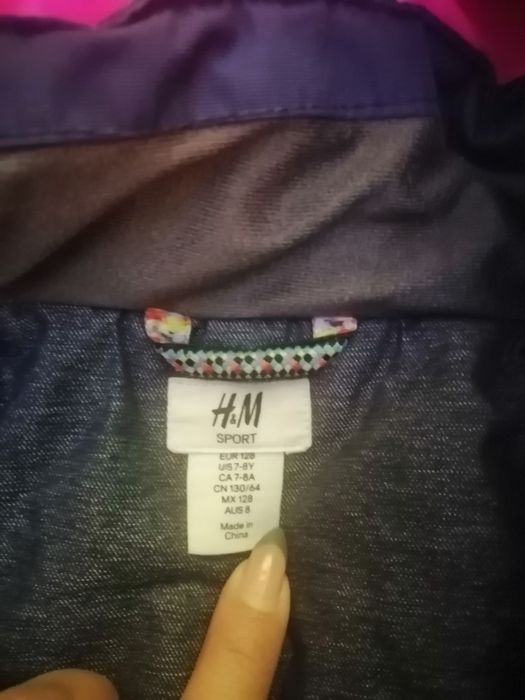 H&M
SPORT
EUR 128
US 7-8Y
CA 7-8A
CN 130/64
MX 128
AUS 8
Made in
China